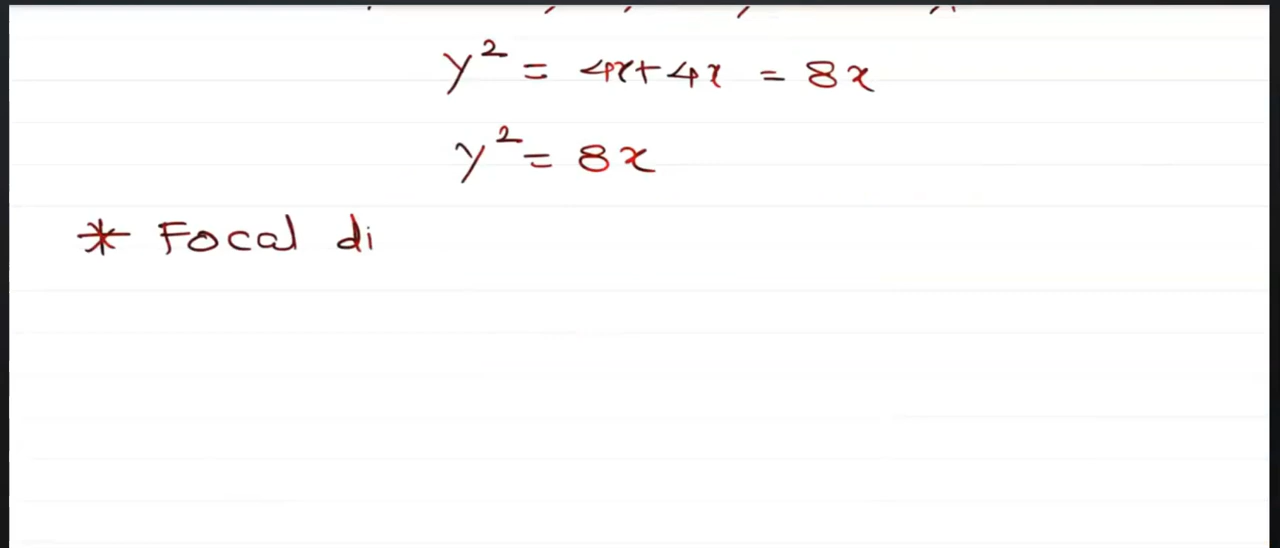 y² = 4x+4x = 8x
y² = 8x
* Focal di